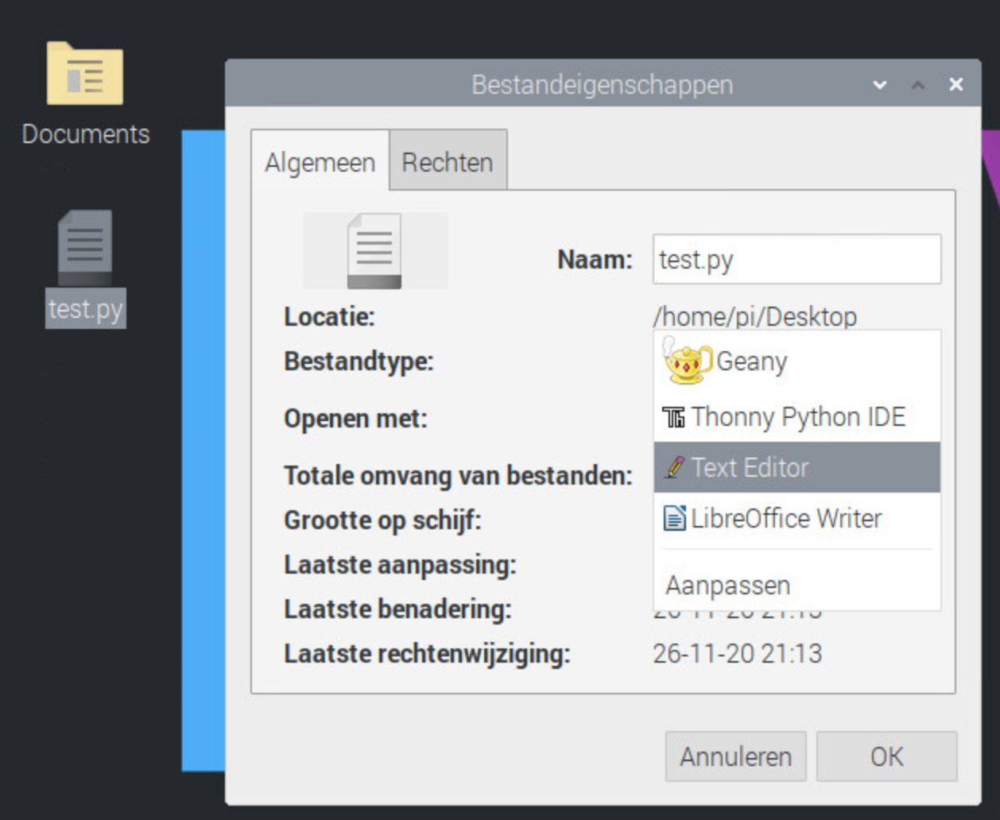 Documents
test.py
Bestandeigenschappen
Algemeen
Rechten
Naam:
test.py
Locatie:
/home/pi/Desktop
Bestandtype:
Geany
Openen met:
Thonny Python IDE
Text Editor
Totale omvang van bestanden:
Grootte op schijf:
LibreOffice Writer
Laatste aanpassing:
Aanpassen
Laatste benadering:
Laatste rechtenwijziging:
26-11-20 21:13
Annuleren
OK